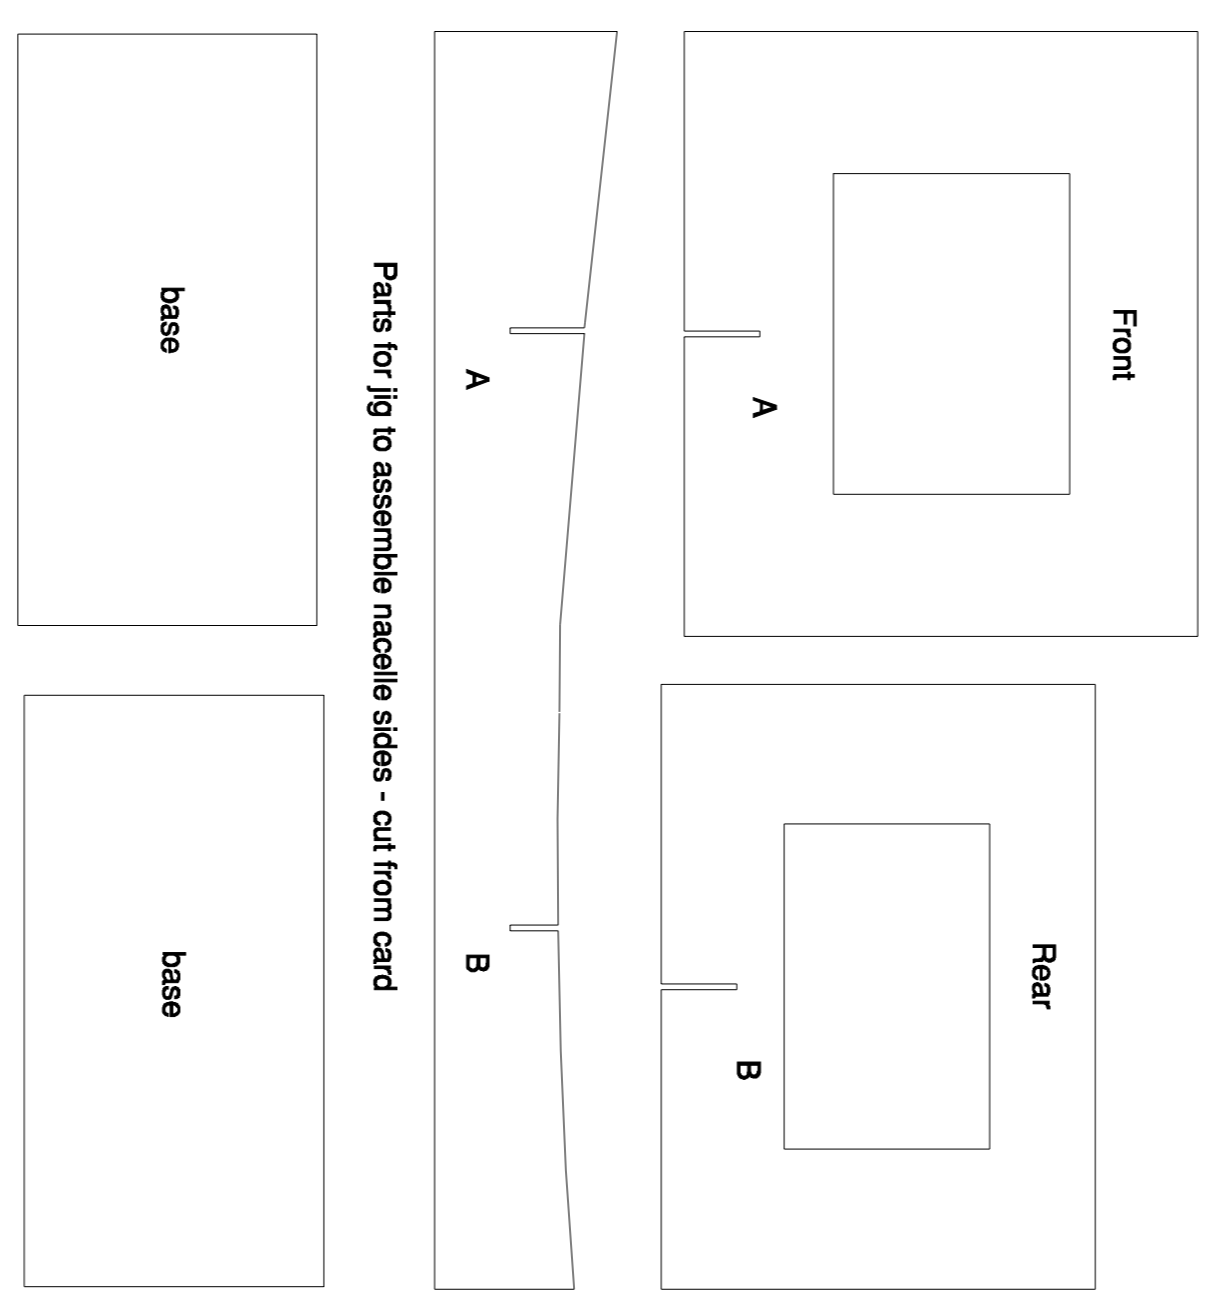 Front
A
Rear
B
A
B
Parts for jig to assemble nacelle sides - cut from card
base
base